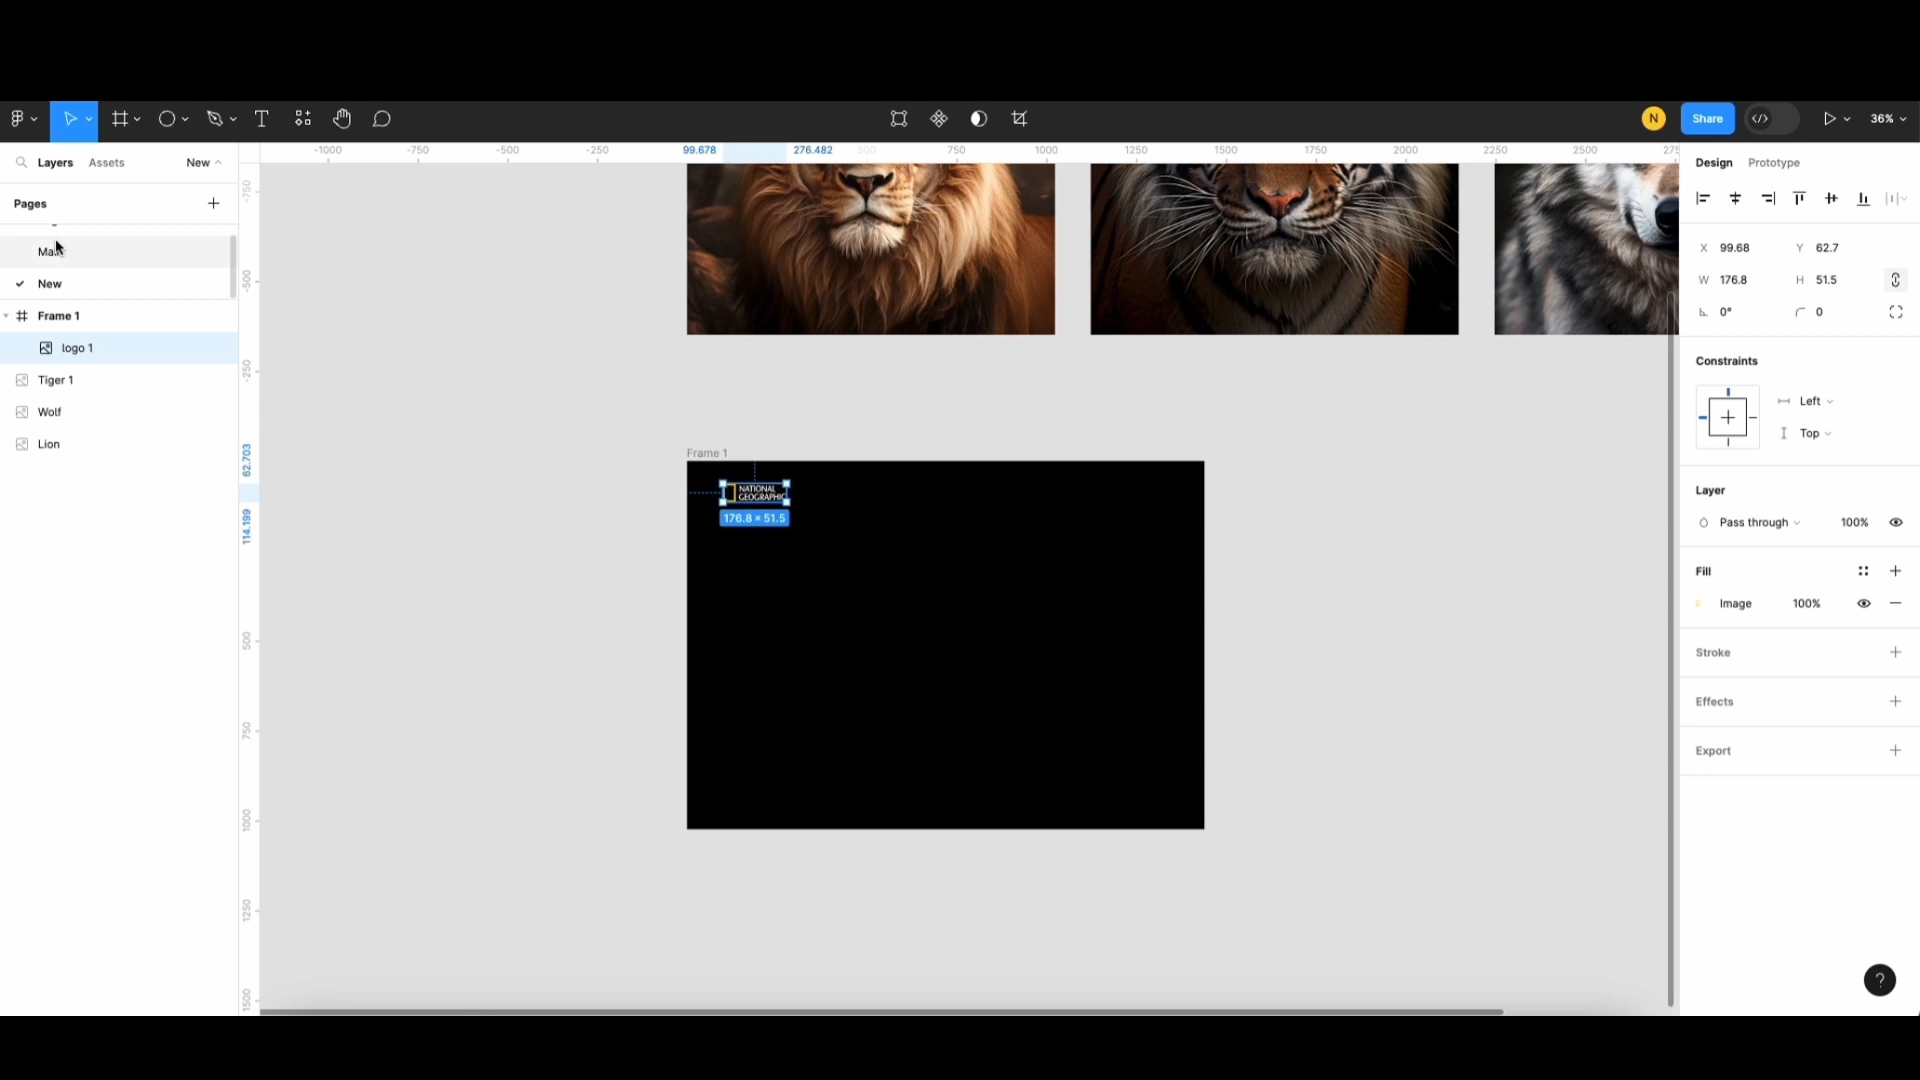 N
Share
36%
Layers
Assets
New
-1000
-750
-500
-250
99.678
276.482
500
750
1000
1250
1500
1750
2000
2250
2500
Design
Prototype
Pages
New
Frame 1
logo 1
Tiger 1
Wolf
Lion
-750
-500
-250
62.703
114.199
500
750
1000
1250
1500
Frame 1
NATIONAL
GEOGRAPHIC
176.8 × 51.5
X 99.68 Y 62.7
W 176.8 H 51.5
0° 0
Constraints
Left
Top
Layer
Pass through 100%
Fill
Image 100%
Stroke
Effects
Export
?